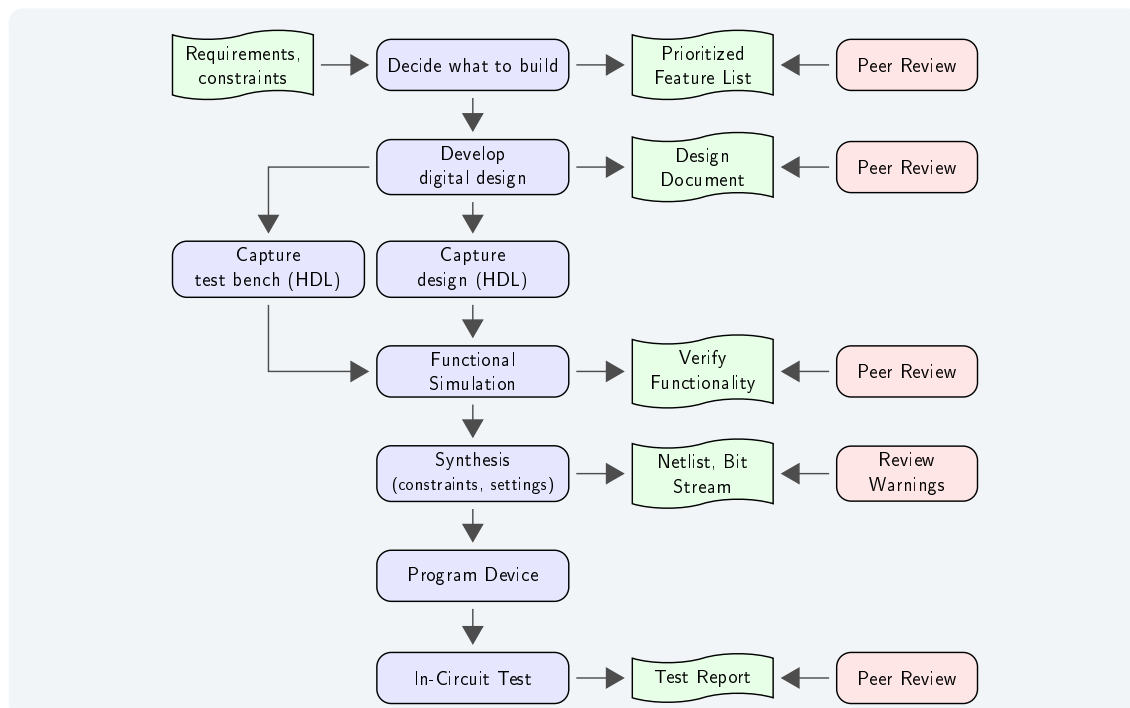 Requirements,
constraints
Decide what to build
Prioritized
Feature List
Peer Review
Develop
digital design
Design
Document
Peer Review
Capture
test bench (HDL)
Capture
design (HDL)
Functional
Simulation
Verify
Functionality
Peer Review
Synthesis
(constraints, settings)
Netlist, Bit
Stream
Review
Warnings
Program Device
In-Circuit Test
Test Report
Peer Review